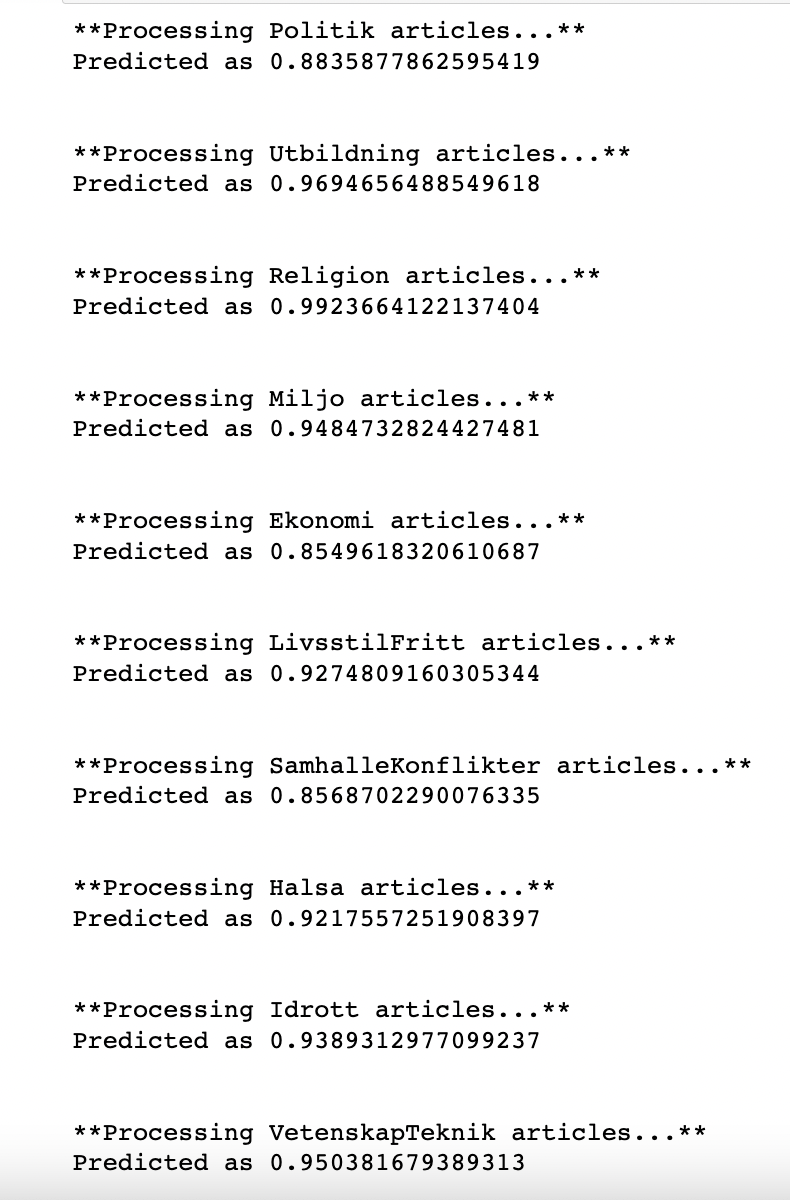 **Processing Politik articles...**
Predicted as 0.8835877862595419
**Processing Utbildning articles...**
Predicted as 0.9694656488549618
**Processing Religion articles...**
Predicted as 0.9923664122137404
**Processing Miljo articles...**
Predicted as 0.9484732824427481
**Processing Ekonomi articles...**
Predicted as 0.8549618320610687
**Processing LivsstilFritt articles...**
Predicted as 0.9274809160305344
**Processing SamhalleKonflikter articles...**
Predicted as 0.8568702290076335
**Processing Halsa articles...**
Predicted as 0.9217557251908397
**Processing Idrott articles...**
Predicted as 0.9389312977099237
**Processing VetenskapTeknik articles...**
Predicted as 0.950381679389313